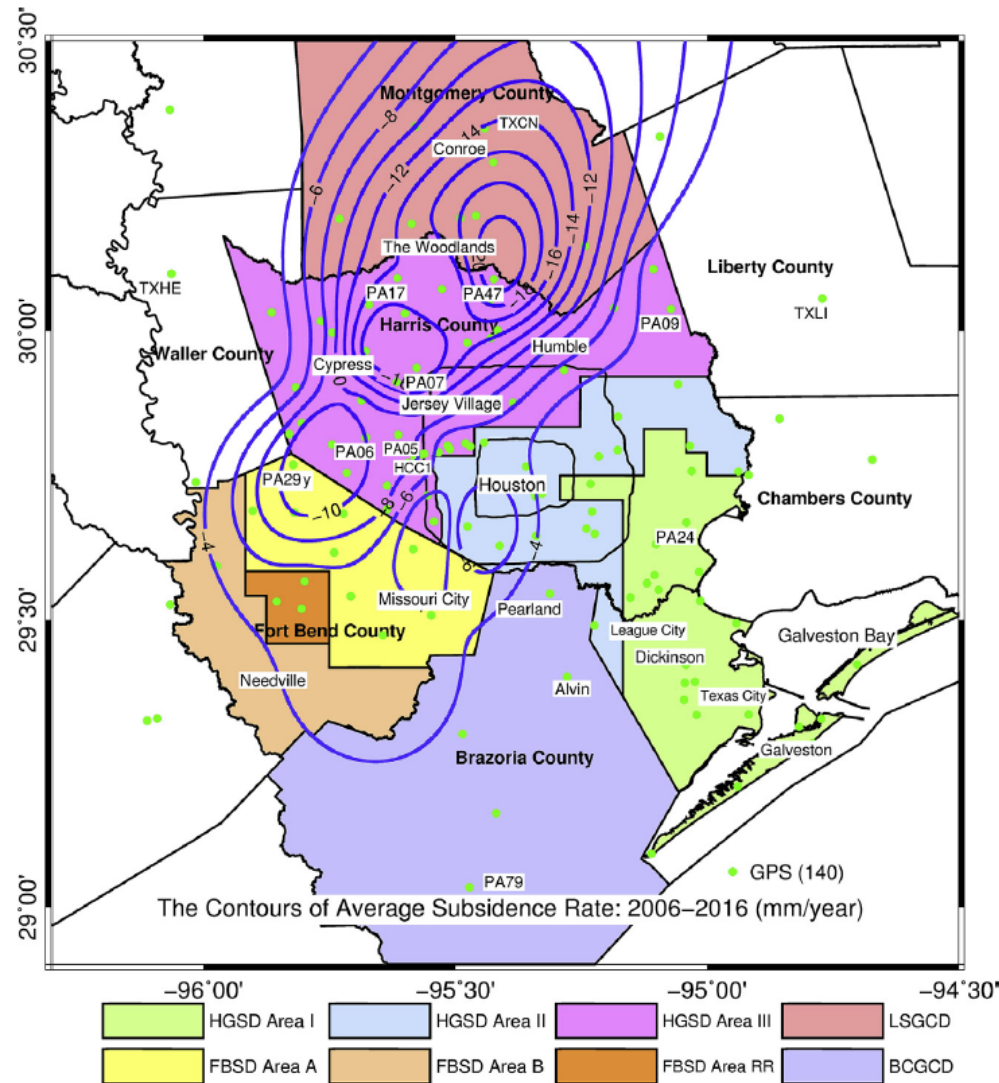 30˚30'
Montgomery County
−8
TXCN
−14
Conroe
−6
−12
−12
−14
The Woodlands
−16
Liberty County
TXHE
PA17
PA47
TXLI
30˚00'
Harris County
PA09
Waller County
Humble
Cypress
PA07
Jersey Village
PA06
PA05
HCC1
PA29y
Houston
−8
−6
Chambers County
−10
−4
−4
PA24
29˚30'
Missouri City
Pearland
Fort Bend County
League City
Galveston Bay
Dickinson
Needville
Alvin
Texas City
Brazoria County
Galveston
PA79
GPS (140)
29˚00'
The Contours of Average Subsidence Rate: 2006−2016 (mm/year)
−96˚00' −95˚30' −95˚00' −94˚30'
HGSD Area I HGSD Area II HGSD Area III LSGCD
FBSD Area A FBSD Area B FBSD Area RR BCGCD